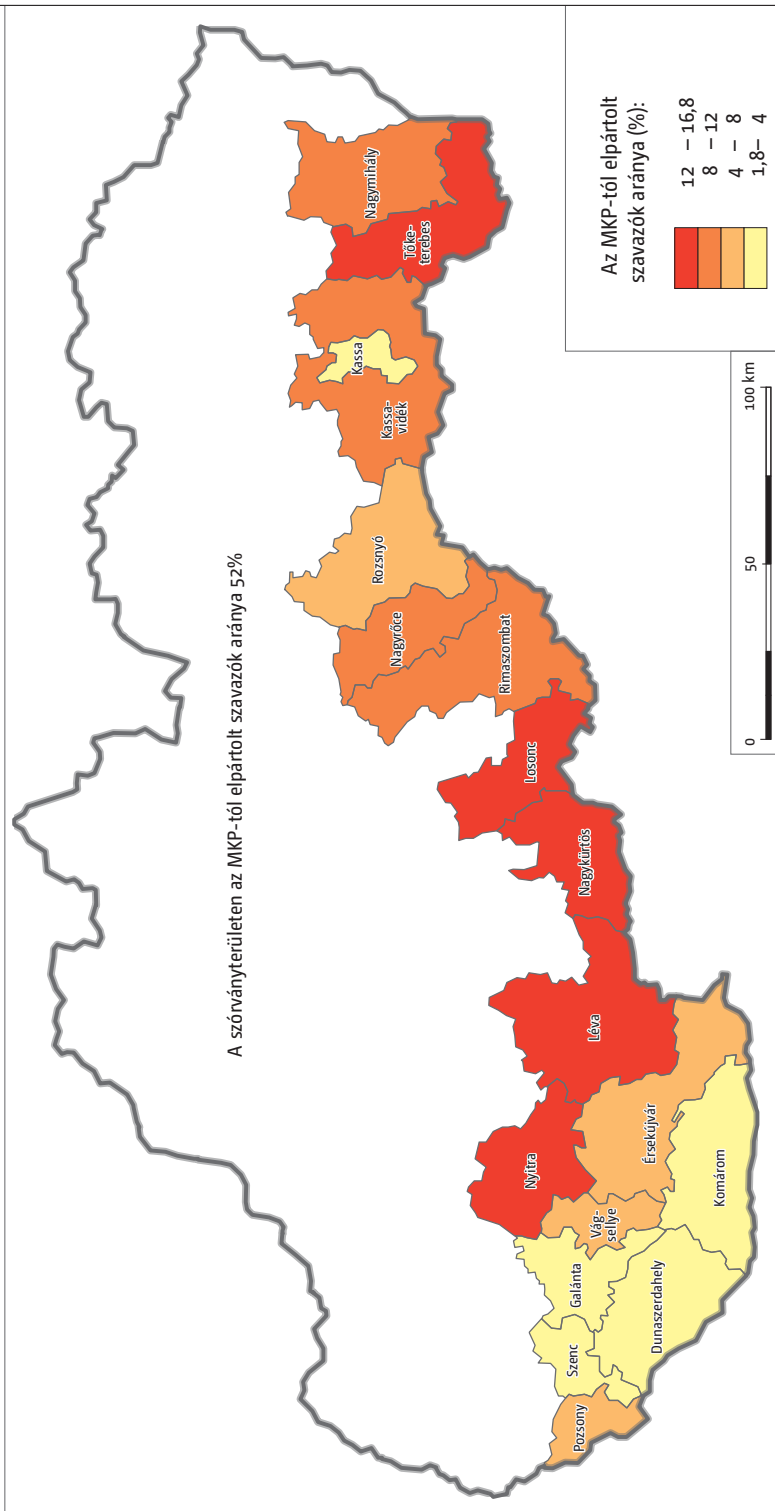 A szórványterületen az MKP-tól elpártolt szavazók aránya 52%
Pozsony
Szenc
Dunaszerdahely
Galánta
Vág-
sellye
Komárom
Nyitra
Érsekújvár
Léva
Nagykürtös
Losonc
Rimaszombat
Nagyrőce
Rozsnyó
Kassa-
vidék
Kassa
Tőke-
terebes
Nagymihály
0
50
100 km
Az MKP-tól elpártolt
szavazók aránya (%):
12 – 16,8
8 – 12
4 – 8
1,8– 4